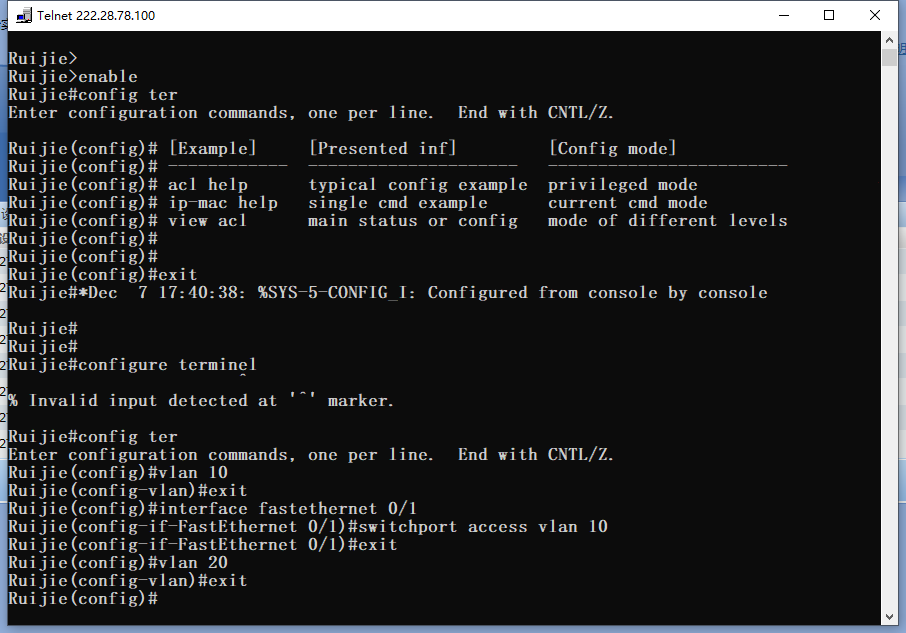 Telnet 222.28.78.100
Ruijie>
Ruijie>enable
Ruijie#config ter
Enter configuration commands, one per line.  End with CNTL/Z.
Ruijie(config)# [Example]     [Presented inf]         [Config mode]
Ruijie(config)# ------------  ---------------------   ------------------------
Ruijie(config)# acl help      typical config example  privileged mode
Ruijie(config)# ip-mac help   single cmd example      current cmd mode
Ruijie(config)# view acl      main status or config   mode of different levels
Ruijie(config)#
Ruijie(config)#
Ruijie(config)#exit
Ruijie#*Dec  7 17:40:38: %SYS-5-CONFIG_I: Configured from console by console
Ruijie#
Ruijie#
Ruijie#configure terminel
^
% Invalid input detected at '^' marker.
Ruijie#config ter
Enter configuration commands, one per line.  End with CNTL/Z.
Ruijie(config)#vlan 10
Ruijie(config-vlan)#exit
Ruijie(config)#interface fastethernet 0/1
Ruijie(config-if-FastEthernet 0/1)#switchport access vlan 10
Ruijie(config-if-FastEthernet 0/1)#exit
Ruijie(config)#vlan 20
Ruijie(config-vlan)#exit
Ruijie(config)#